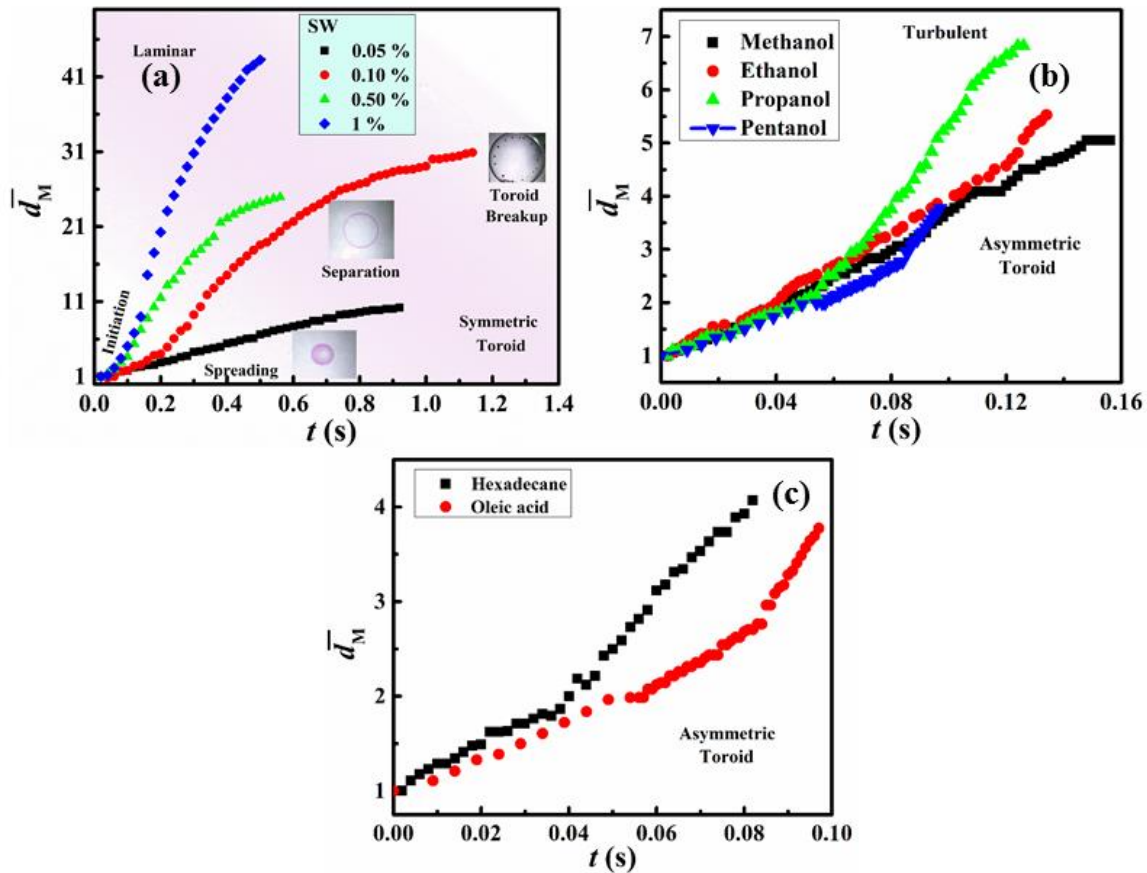 (a)
Laminar
SW
0.05 %
0.10 %
0.50 %
1 %
41
31
21
11
1
d̅M
Initiation
Spreading
Separation
Toroid
Breakup
Symmetric
Toroid
0.0 0.2 0.4 0.6 0.8 1.0 1.2 1.4
t (s)
(b)
Turbulent
Methanol
Ethanol
Propanol
Pentanol
7
6
5
4
3
2
1
d̅M
Asymmetric
Toroid
0.00 0.04 0.08 0.12 0.16
t (s)
(c)
Hexadecane
Oleic acid
4
3
2
1
d̅M
Asymmetric
Toroid
0.00 0.02 0.04 0.06 0.08 0.10
t (s)